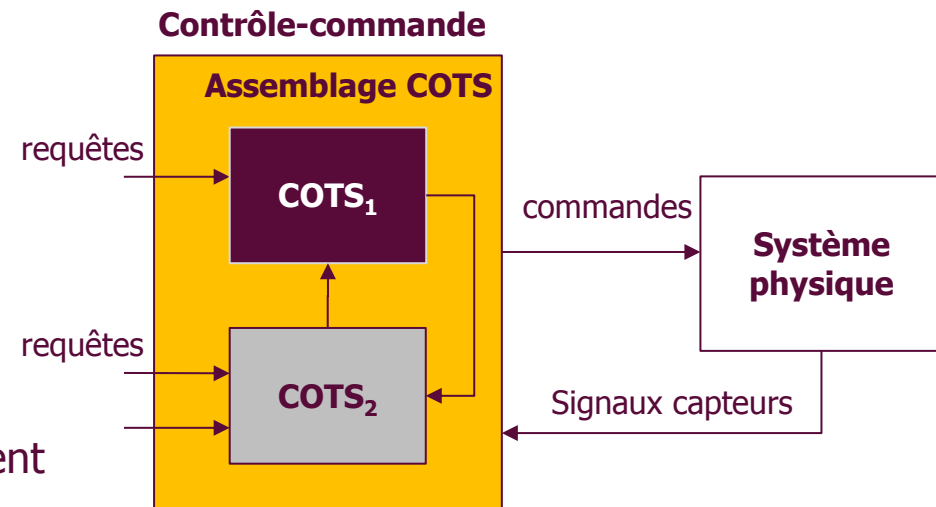 Contrôle-commande
Assemblage COTS
requêtes
COTS1
commandes
Système
physique
requêtes
COTS2
Signaux capteurs
ent